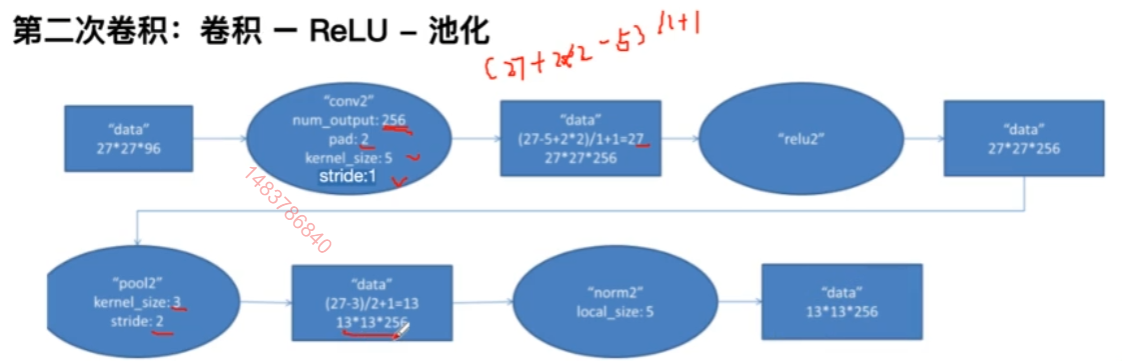 第二次卷积：卷积 — ReLU – 池化
(27+2*2-5)/1+1
"data"
27*27*96
"conv2"
num_output: 256
pad: 2
kernel_size: 5
stride:1
"data"
(27-5+2*2)/1+1=27
27*27*256
"relu2"
"data"
27*27*256
1483786840
"pool2"
kernel_size: 3
stride: 2
"data"
(27-3)/2+1=13
13*13*256
"norm2"
local_size: 5
"data"
13*13*256